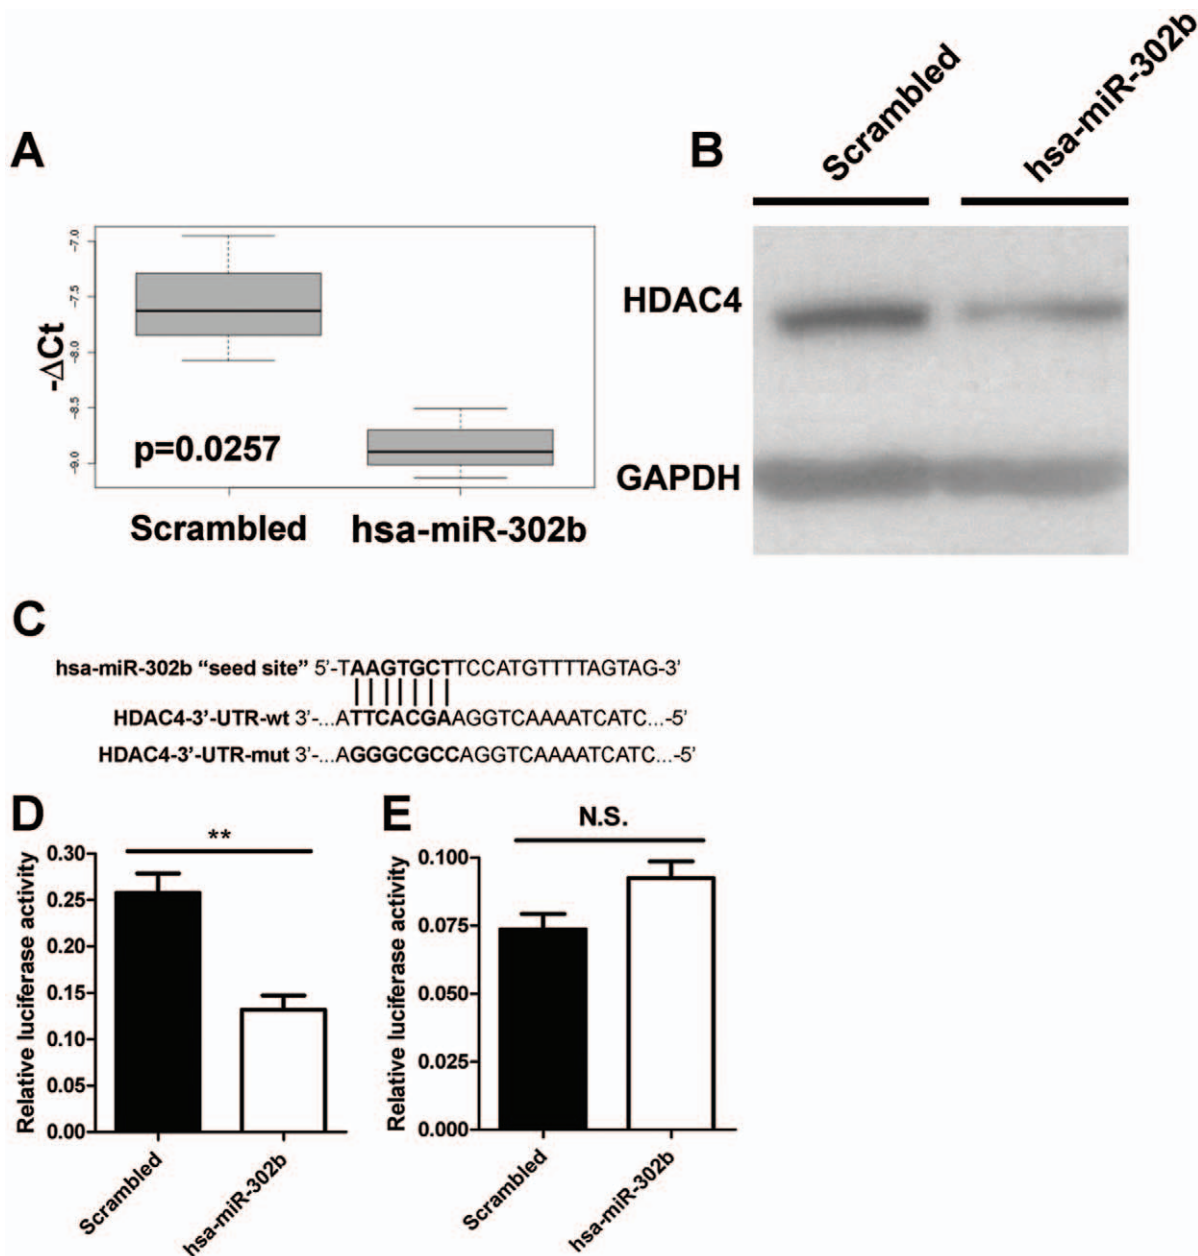 A
-ΔCt
-7.0
-7.5
-8.0
-8.5
-9.0
p=0.0257
Scrambled
hsa-miR-302b
B
Scrambled
hsa-miR-302b
HDAC4
GAPDH
C
hsa-miR-302b “seed site” 5’-TAAGTGCTTCCATGTTTTAGTAG-3’
HDAC4-3’-UTR-wt 3’-...ATTCACGAAGGTCAAAATCATC...-5’
HDAC4-3’-UTR-mut 3’-...AGGGCGCCAGGTCAAAATCATC...-5’
D
Relative luciferase activity
**
0.30
0.25
0.20
0.15
0.10
0.05
0.00
Scrambled
hsa-miR-302b
E
Relative luciferase activity
N.S.
0.100
0.075
0.050
0.025
0.000
Scrambled
hsa-miR-302b